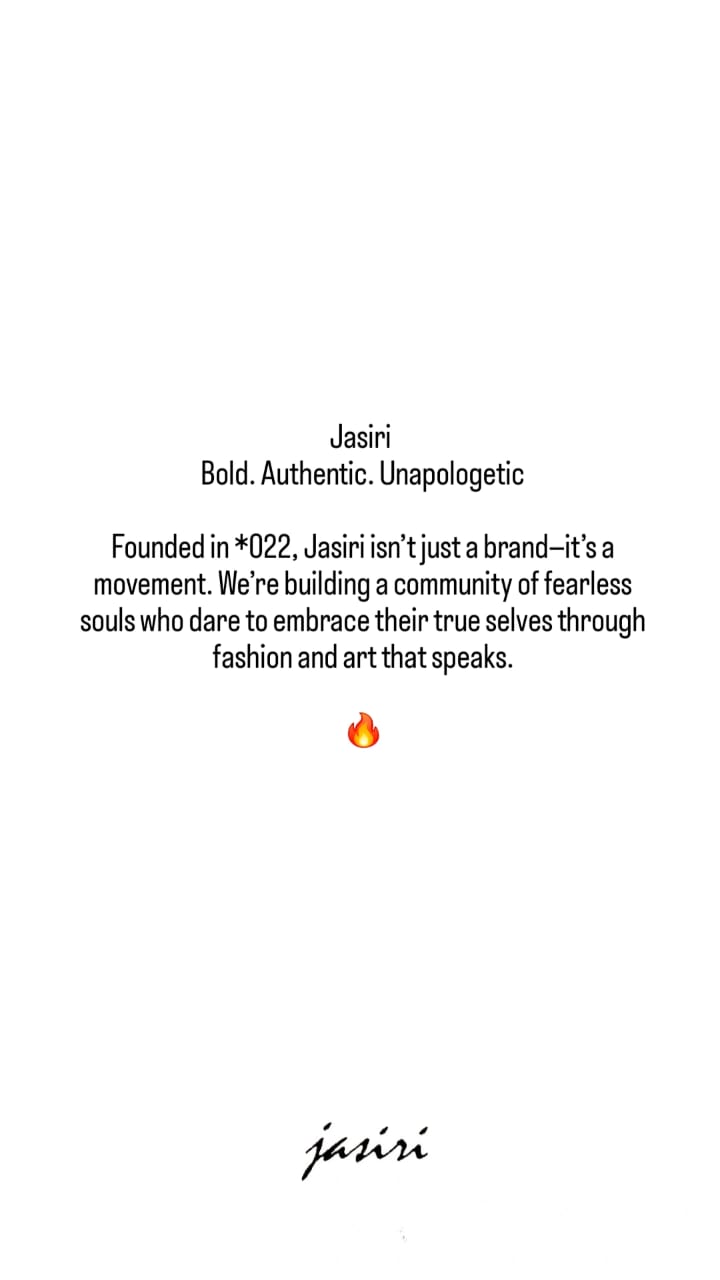 Jasiri
Bold. Authentic. Unapologetic
Founded in *022, Jasiri isn’t just a brand–it’s a
movement. We’re building a community of fearless
souls who dare to embrace their true selves through
fashion and art that speaks.
🔥
jasiri